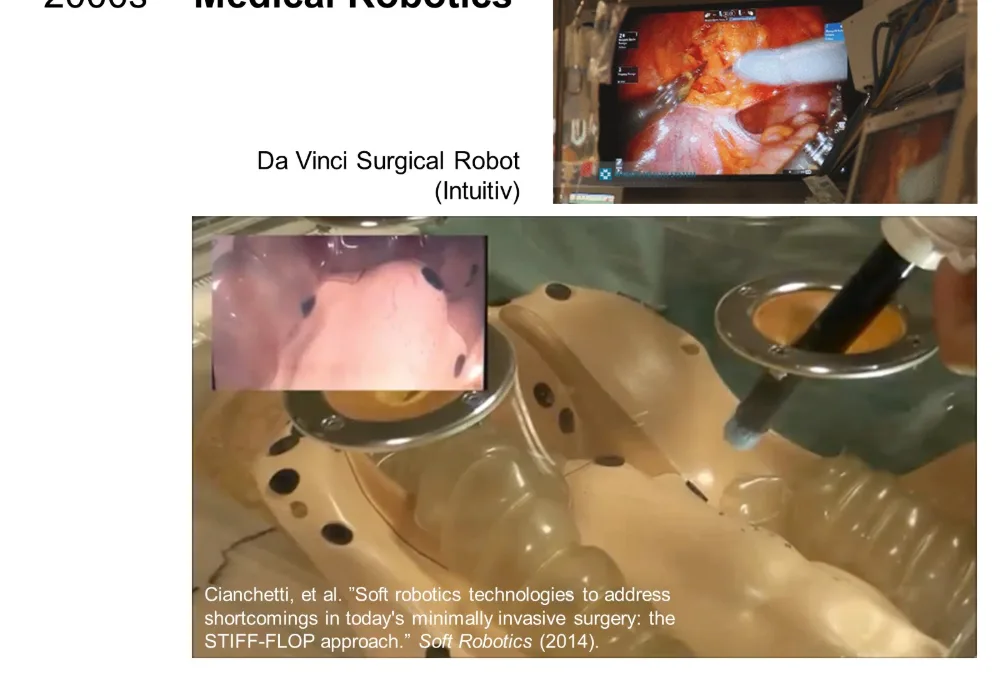 2000s Medical Robotics
Da Vinci Surgical Robot
(Intuitiv)
Cianchetti, et al. ”Soft robotics technologies to address
shortcomings in today's minimally invasive surgery: the
STIFF-FLOP approach.” Soft Robotics (2014).